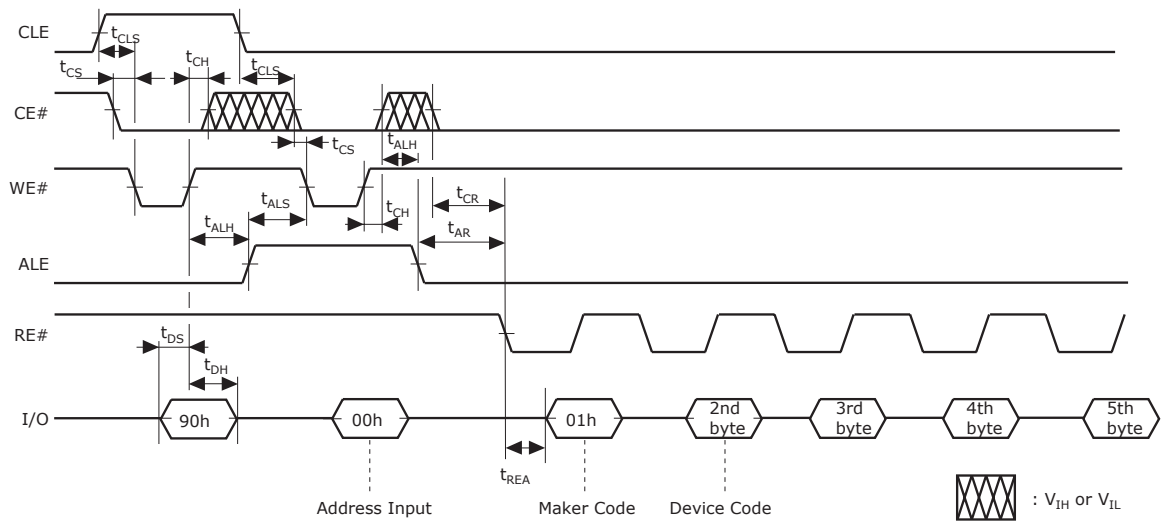 CLE
tCLS
tCS
tCH
tCLS
CE#
tCS
tALH
WE#
tALH
tALS
tCH
tCR
tAR
ALE
RE#
tDS
tDH
I/O
90h
00h
01h
2nd
byte
3rd
byte
4th
byte
5th
byte
tREA
Address Input
Maker Code
Device Code
: VIH or VIL